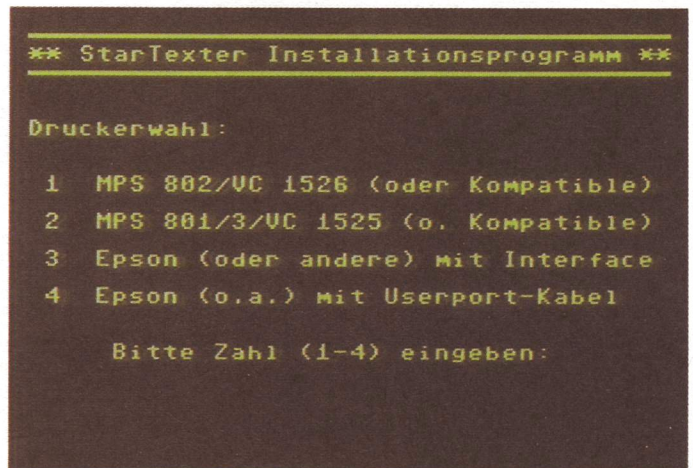 ** StarTexter Installationsprogramm **
Druckerwahl:
1 MPS 802/VC 1526 (oder Kompatible)
2 MPS 801/3/VC 1525 (o. Kompatible)
3 Epson (oder andere) mit Interface
4 Epson (o.a.) mit Userport-Kabel
Bitte Zahl (1-4) eingeben: